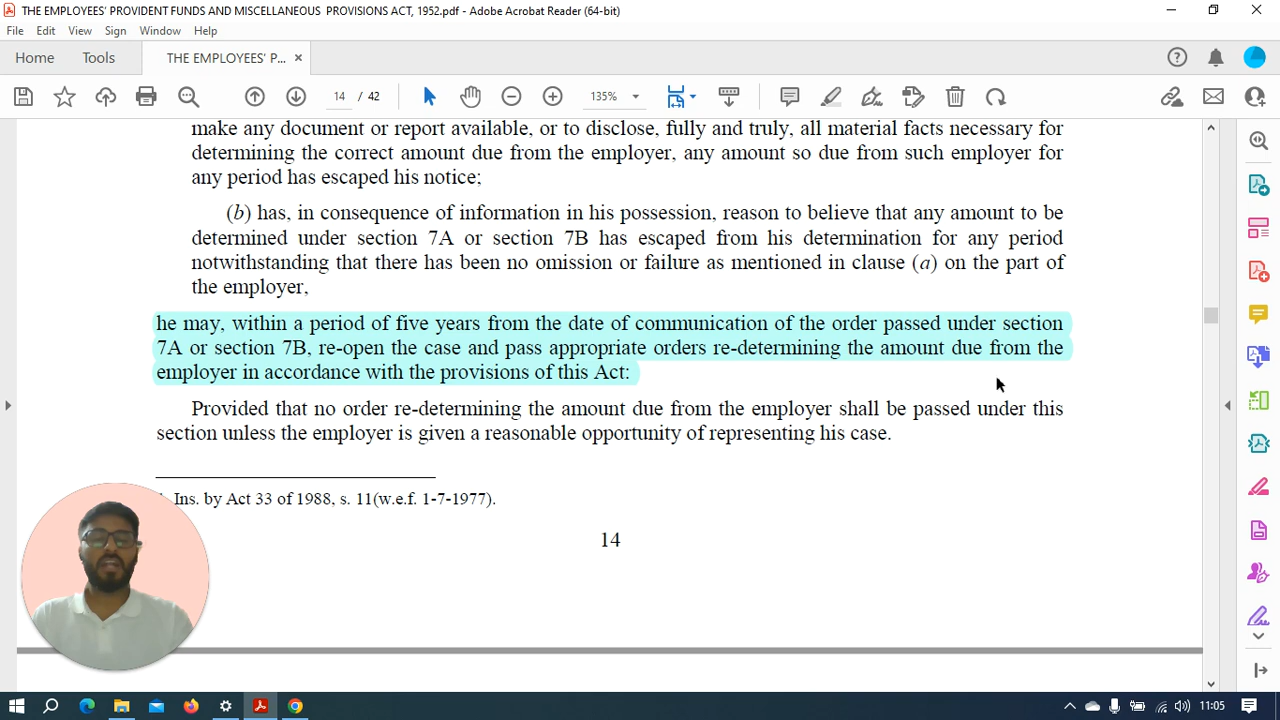 THE EMPLOYEES' PROVIDENT FUNDS AND MISCELLANEOUS PROVISIONS ACT, 1952.pdf - Adobe Acrobat Reader (64-bit)
File Edit View Sign Window Help
Home Tools THE EMPLOYEES' P... ×
14 / 42 135%
make any document or report available, or to disclose, fully and truly, all material facts necessary for
determining the correct amount due from the employer, any amount so due from such employer for
any period has escaped his notice;
(b) has, in consequence of information in his possession, reason to believe that any amount to be
determined under section 7A or section 7B has escaped from his determination for any period
notwithstanding that there has been no omission or failure as mentioned in clause (a) on the part of
the employer,
he may, within a period of five years from the date of communication of the order passed under section
7A or section 7B, re-open the case and pass appropriate orders re-determining the amount due from the
employer in accordance with the provisions of this Act:
Provided that no order re-determining the amount due from the employer shall be passed under this
section unless the employer is given a reasonable opportunity of representing his case.
Ins. by Act 33 of 1988, s. 11(w.e.f. 1-7-1977).
14
11:05